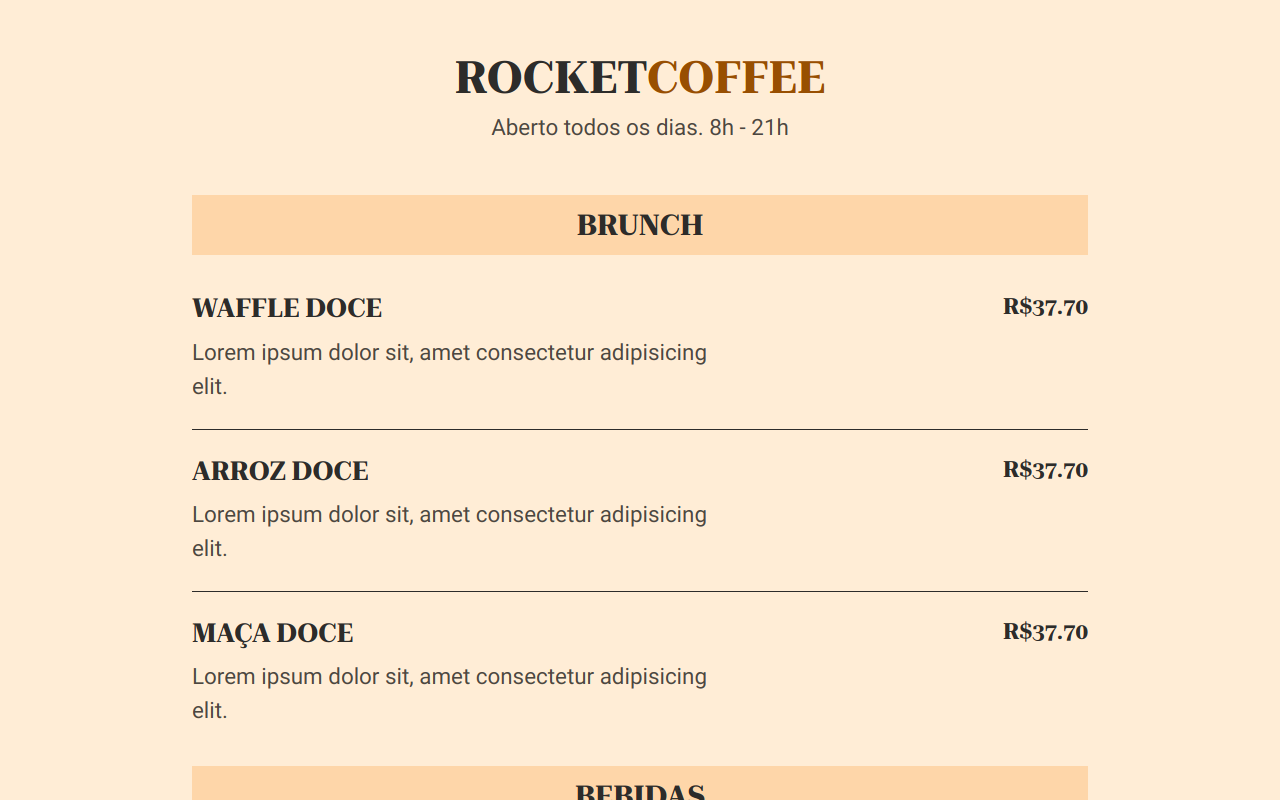 ROCKETCOFFEE
Aberto todos os dias. 8h - 21h
BRUNCH
WAFFLE DOCE R$37.70
Lorem ipsum dolor sit, amet consectetur adipisicing
elit.
ARROZ DOCE R$37.70
Lorem ipsum dolor sit, amet consectetur adipisicing
elit.
MAÇA DOCE R$37.70
Lorem ipsum dolor sit, amet consectetur adipisicing
elit.
BEBIDAS